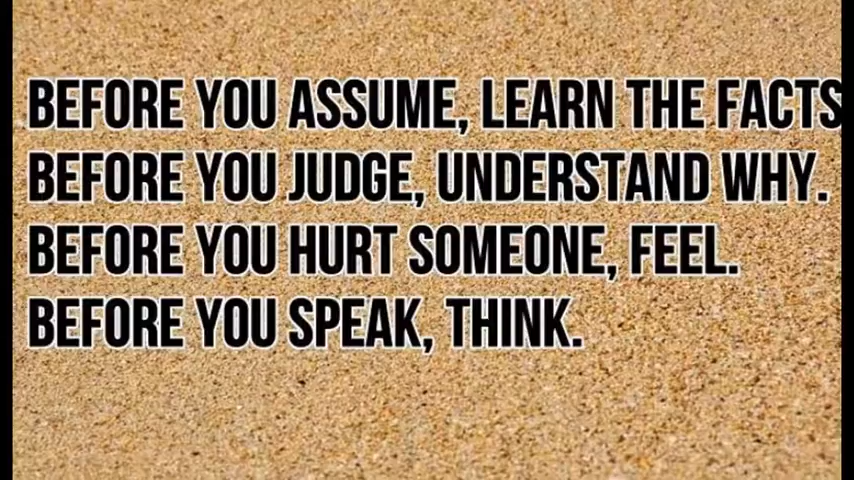 BEFORE YOU ASSUME, LEARN THE FACTS
BEFORE YOU JUDGE, UNDERSTAND WHY.
BEFORE YOU HURT SOMEONE, FEEL.
BEFORE YOU SPEAK, THINK.